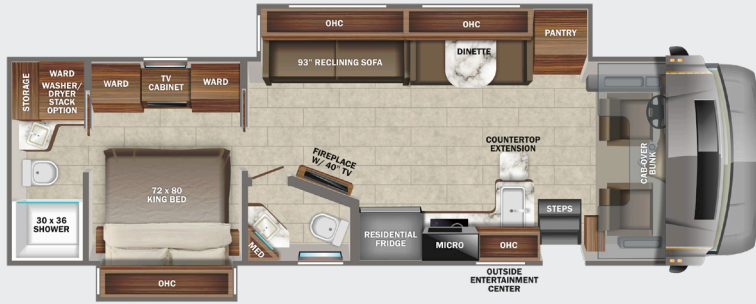 OHC
OHC
PANTRY
93” RECLINING SOFA
DINETTE
STORAGE
WARD
WASHER/
DRYER
STACK
OPTION
WARD
TV
CABINET
WARD
COUNTERTOP
EXTENSION
FIREPLACE
W/ 40” TV
CAB-OVER
BUNK
72 x 80
KING BED
30 x 36
SHOWER
MED
RESIDENTIAL
FRIDGE
MICRO
OHC
STEPS
OUTSIDE
ENTERTAINMENT
CENTER
OHC